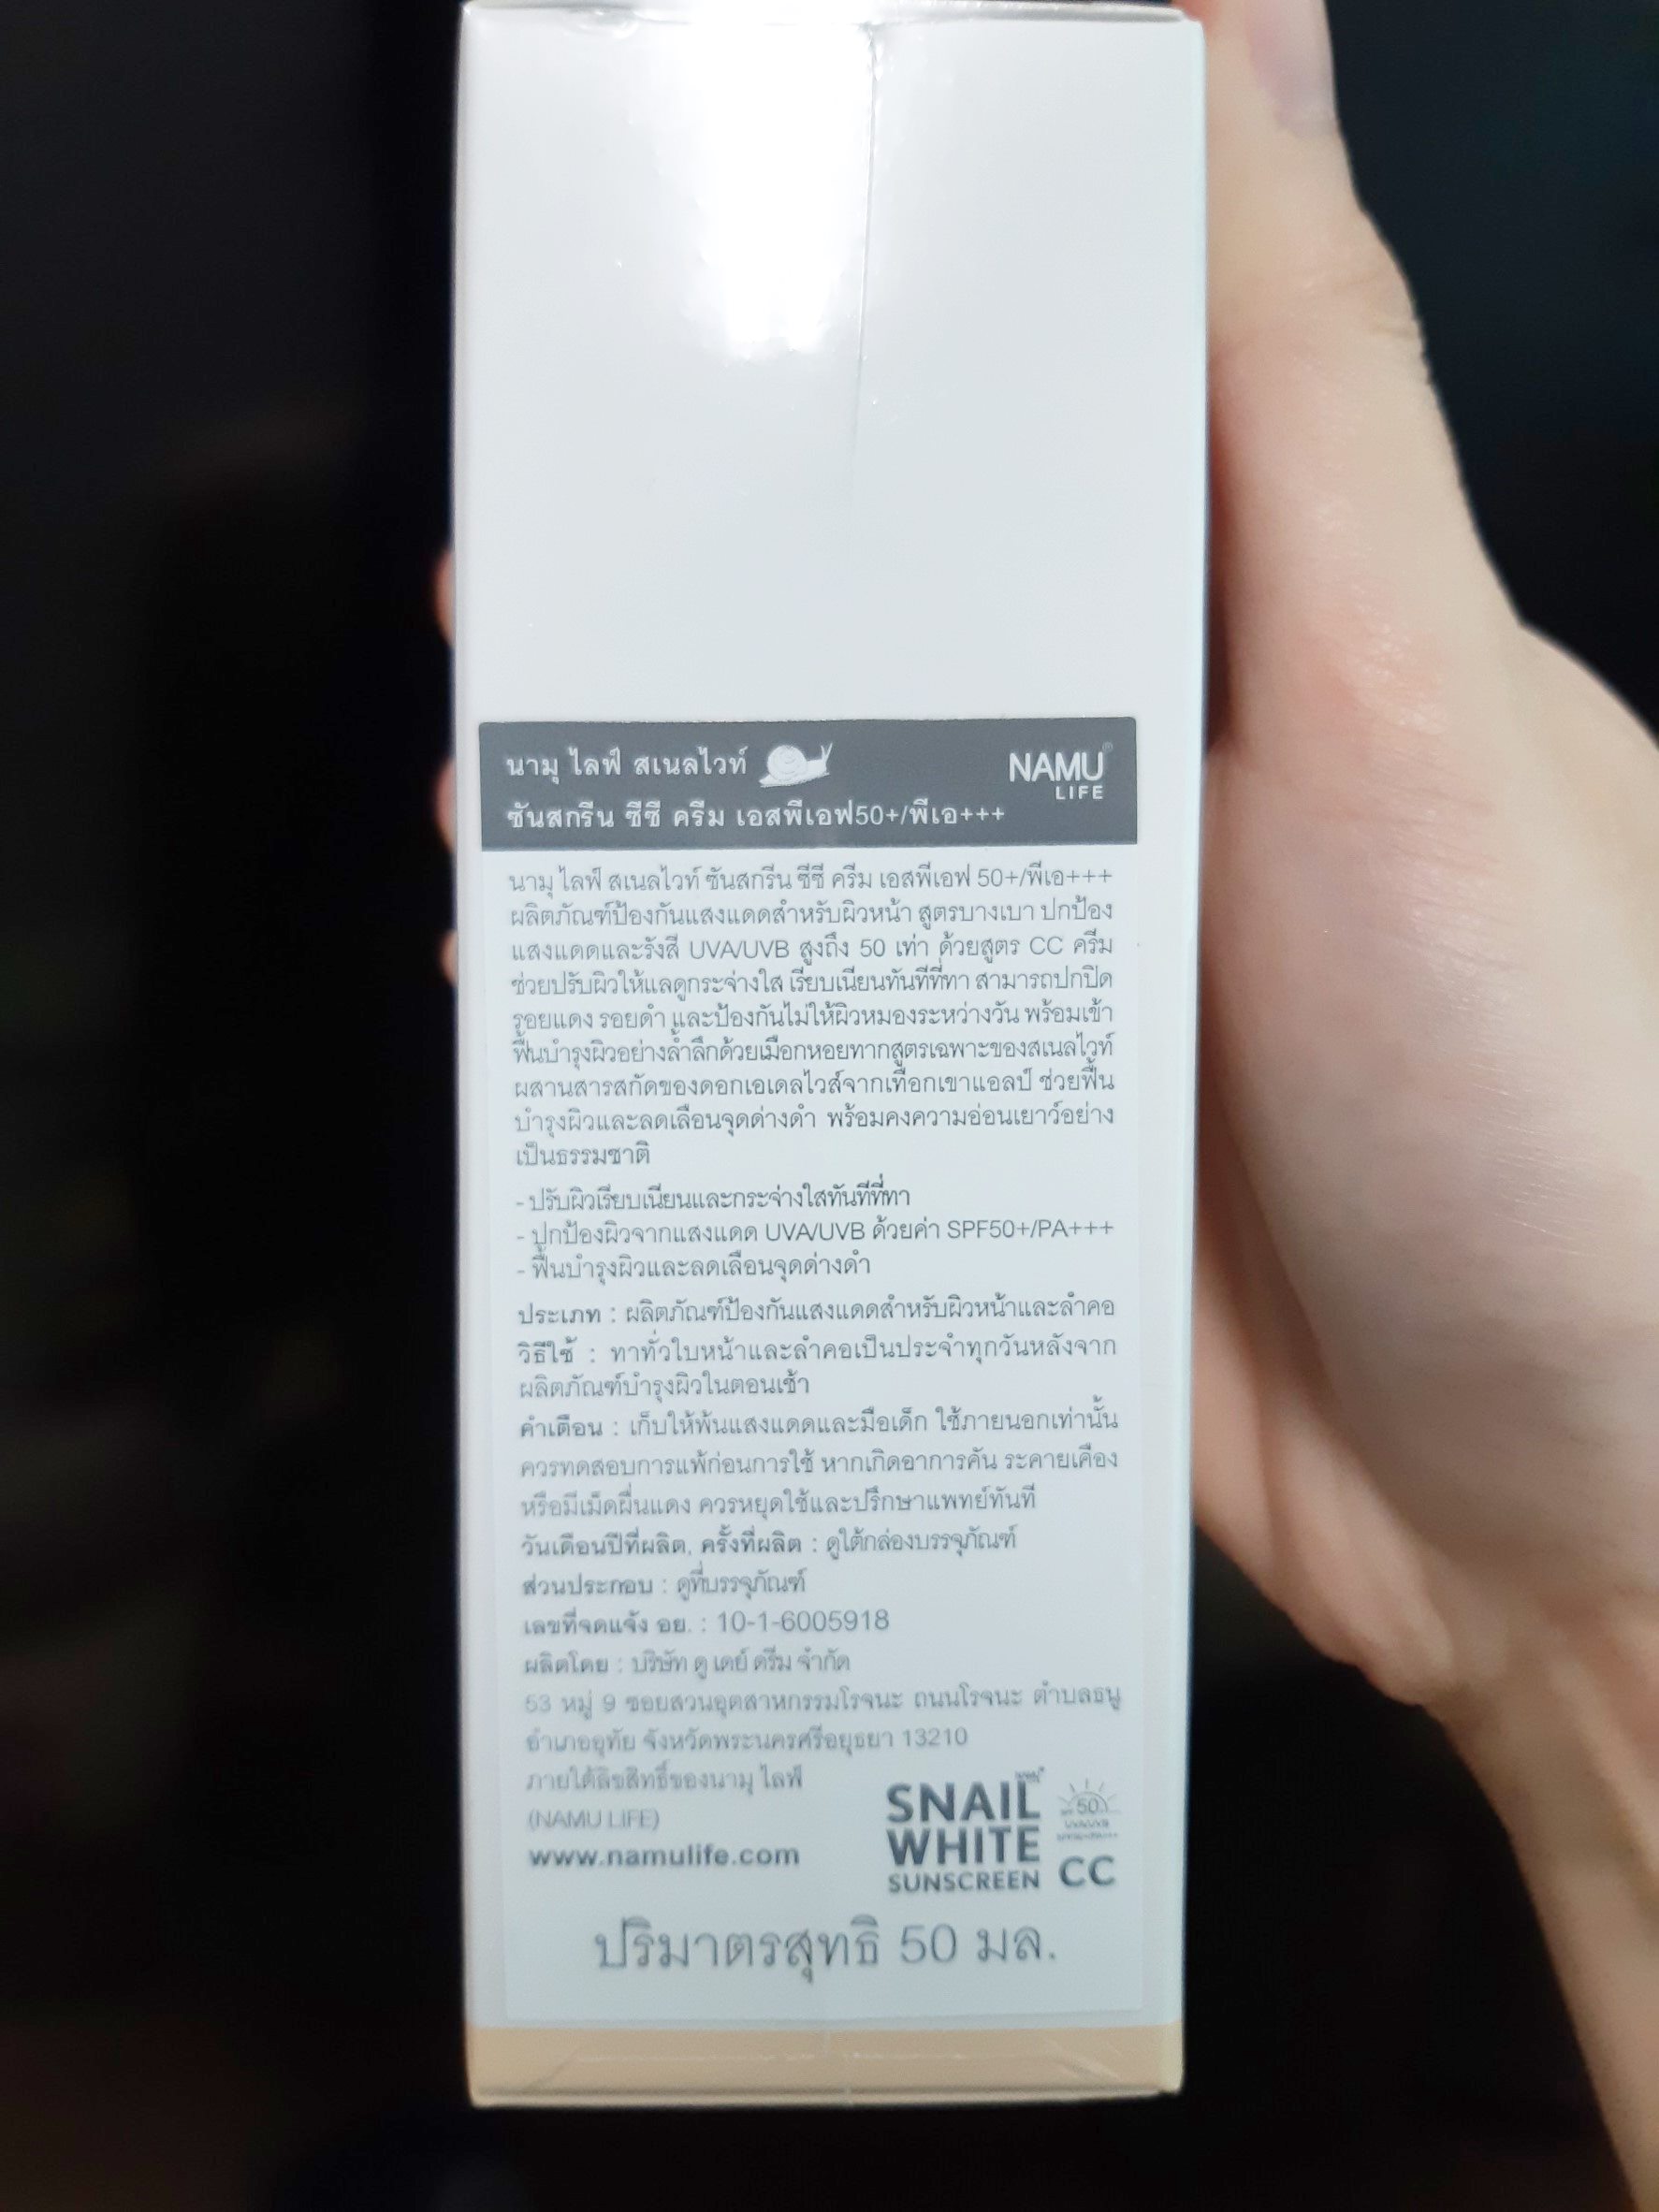 นามุ ไลฟ์ สเนลไวท์
NAMU®
LIFE
ซันสกรีน ซีซี ครีม เอสพีเอฟ50+/พีเอ+++
นามุ ไลฟ์ สเนลไวท์ ซันสกรีน ซีซี ครีม เอสพีเอฟ 50+/พีเอ+++
ผลิตภัณฑ์ป้องกันแสงแดดสำหรับผิวหน้า สูตรบางเบา ปกป้อง
แสงแดดและรังสี UVA/UVB สูงถึง 50 เท่า ด้วยสูตร CC ครีม
ช่วยปรับผิวให้แลดูกระจ่างใส เรียบเนียนทันทีที่ทา สามารถปกปิด
รอยแดง รอยดำ และป้องกันไม่ให้ผิวหมองระหว่างวัน พร้อมเข้า
ฟื้นบำรุงผิวอย่างล้ำลึกด้วยเมือกหอยทากสูตรเฉพาะของสเนลไวท์
ผสานสารสกัดของดอกเอเดลไวส์จากเทือกเขาแอลป์ ช่วยฟื้น
บำรุงผิวและลดเลือนจุดด่างดำ พร้อมคงความอ่อนเยาว์อย่าง
เป็นธรรมชาติ
- ปรับผิวเรียบเนียนและกระจ่างใสทันทีที่ทา
- ปกป้องผิวจากแสงแดด UVA/UVB ด้วยค่า SPF50+/PA+++
- ฟื้นบำรุงผิวและลดเลือนจุดด่างดำ
ประเภท : ผลิตภัณฑ์ป้องกันแสงแดดสำหรับผิวหน้าและลำคอ
วิธีใช้ : ทาทั่วใบหน้าและลำคอเป็นประจำทุกวันหลังจาก
ผลิตภัณฑ์บำรุงผิวในตอนเช้า
คำเตือน : เก็บให้พ้นแสงแดดและมือเด็ก ใช้ภายนอกเท่านั้น
ควรทดสอบการแพ้ก่อนการใช้ หากเกิดอาการคัน ระคายเคือง
หรือมีเม็ดผื่นแดง ควรหยุดใช้และปรึกษาแพทย์ทันที
วันเดือนปีที่ผลิต, ครั้งที่ผลิต : ดูใต้กล่องบรรจุภัณฑ์
ส่วนประกอบ : ดูที่บรรจุภัณฑ์
เลขที่จดแจ้ง อย. : 10-1-6005918
ผลิตโดย : บริษัท ดู เดย์ ดรีม จำกัด
53 หมู่ 9 ซอยสวนอุตสาหกรรมโรจนะ ถนนโรจนะ ตำบลธนู
อำเภออุทัย จังหวัดพระนครศรีอยุธยา 13210
ภายใต้ลิขสิทธิ์ของนามุ ไลฟ์
(NAMU LIFE)
www.namulife.com
SNAIL
WHITE
SUNSCREEN
50
CC
ปริมาตรสุทธิ 50 มล.